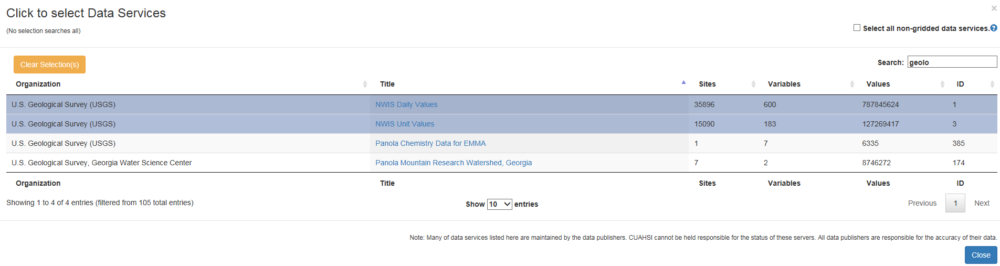 Click to select Data Services
×
(No selection searches all)
Select all non-gridded data services.?
Clear Selection(s)
Search: geolo
Organization Title Sites Variables Values ID
U.S. Geological Survey (USGS) NWIS Daily Values 35896 600 787845624 1
U.S. Geological Survey (USGS) NWIS Unit Values 15090 183 127269417 3
U.S. Geological Survey (USGS) Panola Chemistry Data for EMMA 1 7 6335 385
U.S. Geological Survey, Georgia Water Science Center Panola Mountain Research Watershed, Georgia 7 2 8746272 174
Organization Title Sites Variables Values ID
Showing 1 to 4 of 4 entries (filtered from 105 total entries) Show 10 entries Previous 1 Next
Note: Many of data services listed here are maintained by the data publishers. CUAHSI cannot be held responsible for the status of these servers. All data publishers are responsible for the accuracy of their data.
Close